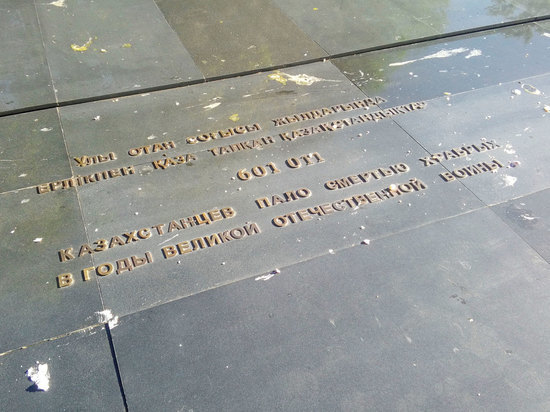 ҰЛЫ ОТАН СОҒЫСЫ ЖЫЛДАРЫНДА
ЕРЛІКПЕН ҚАЗА ТАПҚАН ҚАЗАҚСТАНДЫҚТАР
601 011
КАЗАХСТАНЦЕВ ПАЛО СМЕРТЬЮ ХРАБРЫХ
В ГОДЫ ВЕЛИКОЙ ОТЕЧЕСТВЕННОЙ ВОЙНЫ